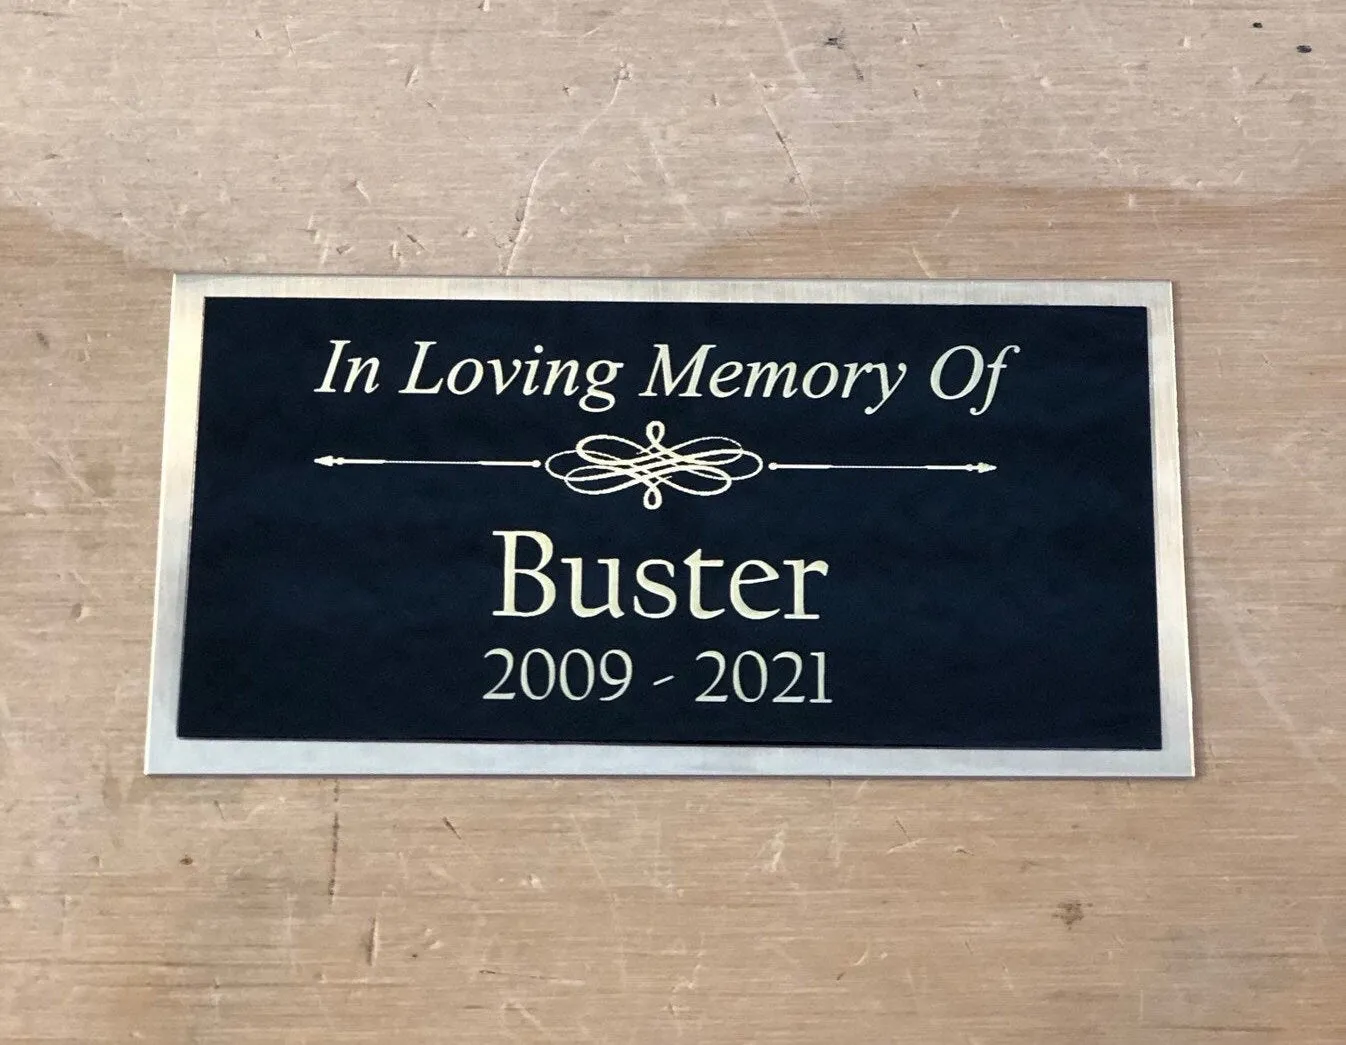 In Loving Memory Of
Buster
2009 - 2021